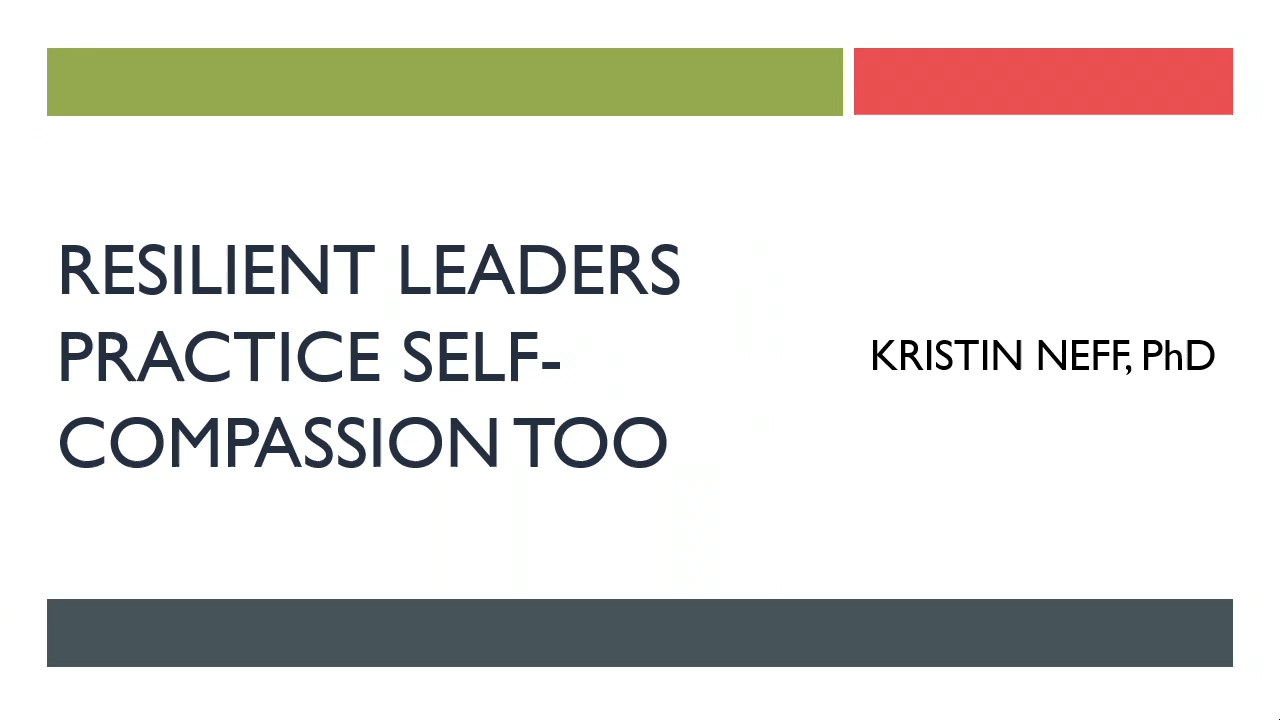 RESILIENT LEADERS
PRACTICE SELF-
COMPASSION TOO
KRISTIN NEFF, PhD